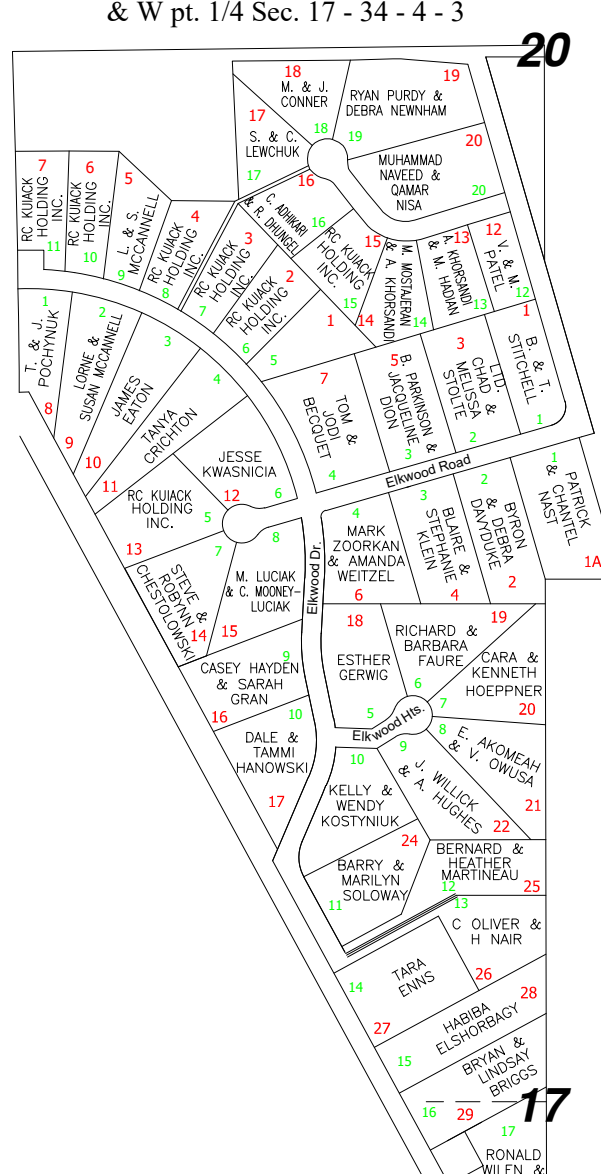 & W pt. 1/4 Sec. 17 - 34 - 4 - 3
20
18
M. & J.
CONNER
18
19
RYAN PURDY &
DEBRA NEWNHAM
19
17
S. & C.
LEWCHUK
17
20
MUHAMMAD
NAVEED &
QAMAR
NISA
20
7
RC KUIACK
HOLDING
INC.
11
6
RC KUIACK
HOLDING
INC.
10
5
L. & S.
MCCANNELL
9
4
RC KUIACK
HOLDING
INC.
8
3
RC KUIACK
HOLDING
INC.
7
16
C. ADHIKARI
& R. DHUNGEL
16
2
RC KUIACK
HOLDING
INC.
6
15
RC KUIACK
HOLDING
INC.
15
1
5
14
M. MOSTAJERAN
& A. KHORSANDI
14
13
A. KHORSANDI
& M. HADIAN
13
12
V. & M.
PATEL
12
1
T. & J.
POCHYNUK
8
2
LORNE &
SUSAN MCCANNELL
9
3
JAMES
EATON
10
4
TANYA
CRICHTON
11
JESSE
KWASNICIA
12
6
RC KUIACK
HOLDING
INC.
5
13
7
TOM &
JODI
BECQUET
4
5
B. PARKINSON &
JACQUELINE
DION
3
3
LTD.
CHAD &
MELISSA
STOLTE
2
1
B. & T.
STITCHELL
1
Elkwood Road
4
MARK
ZOORKAN
& AMANDA
WEITZEL
6
3
BLAIRE &
STEPHANIE
KLEIN
4
2
BYRON
& DEBRA
DAVYDUKE
2
1
PATRICK
& CHANTEL
NAST
1A
7
STEVE &
ROBYNN
CHESTOLOWSKI
14
8
M. LUCIAK
& C. MOONEY-
LUCIAK
15
Elkwood Dr.
9
CASEY HAYDEN
& SARAH
GRAN
16
10
DALE &
TAMMI
HANOWSKI
17
18
ESTHER
GERWIG
5
19
RICHARD &
BARBARA
FAURE
6
CARA &
KENNETH
HOEPPNER
7
20
Elkwood Hts.
8
E. AKOMEAH
& V. OWUSA
21
9
J. WILLICK
& A. HUGHES
22
10
KELLY &
WENDY
KOSTYNIUK
24
BARRY &
MARILYN
SOLOWAY
11
BERNARD &
HEATHER
MARTINEAU
12
25
13
C OLIVER &
H NAIR
26
14
TARA
ENNS
27
28
HABIBA
ELSHORBAGY
15
BRYAN &
LINDSAY
BRIGGS
16
29
17
17
RONALD
WILEN &